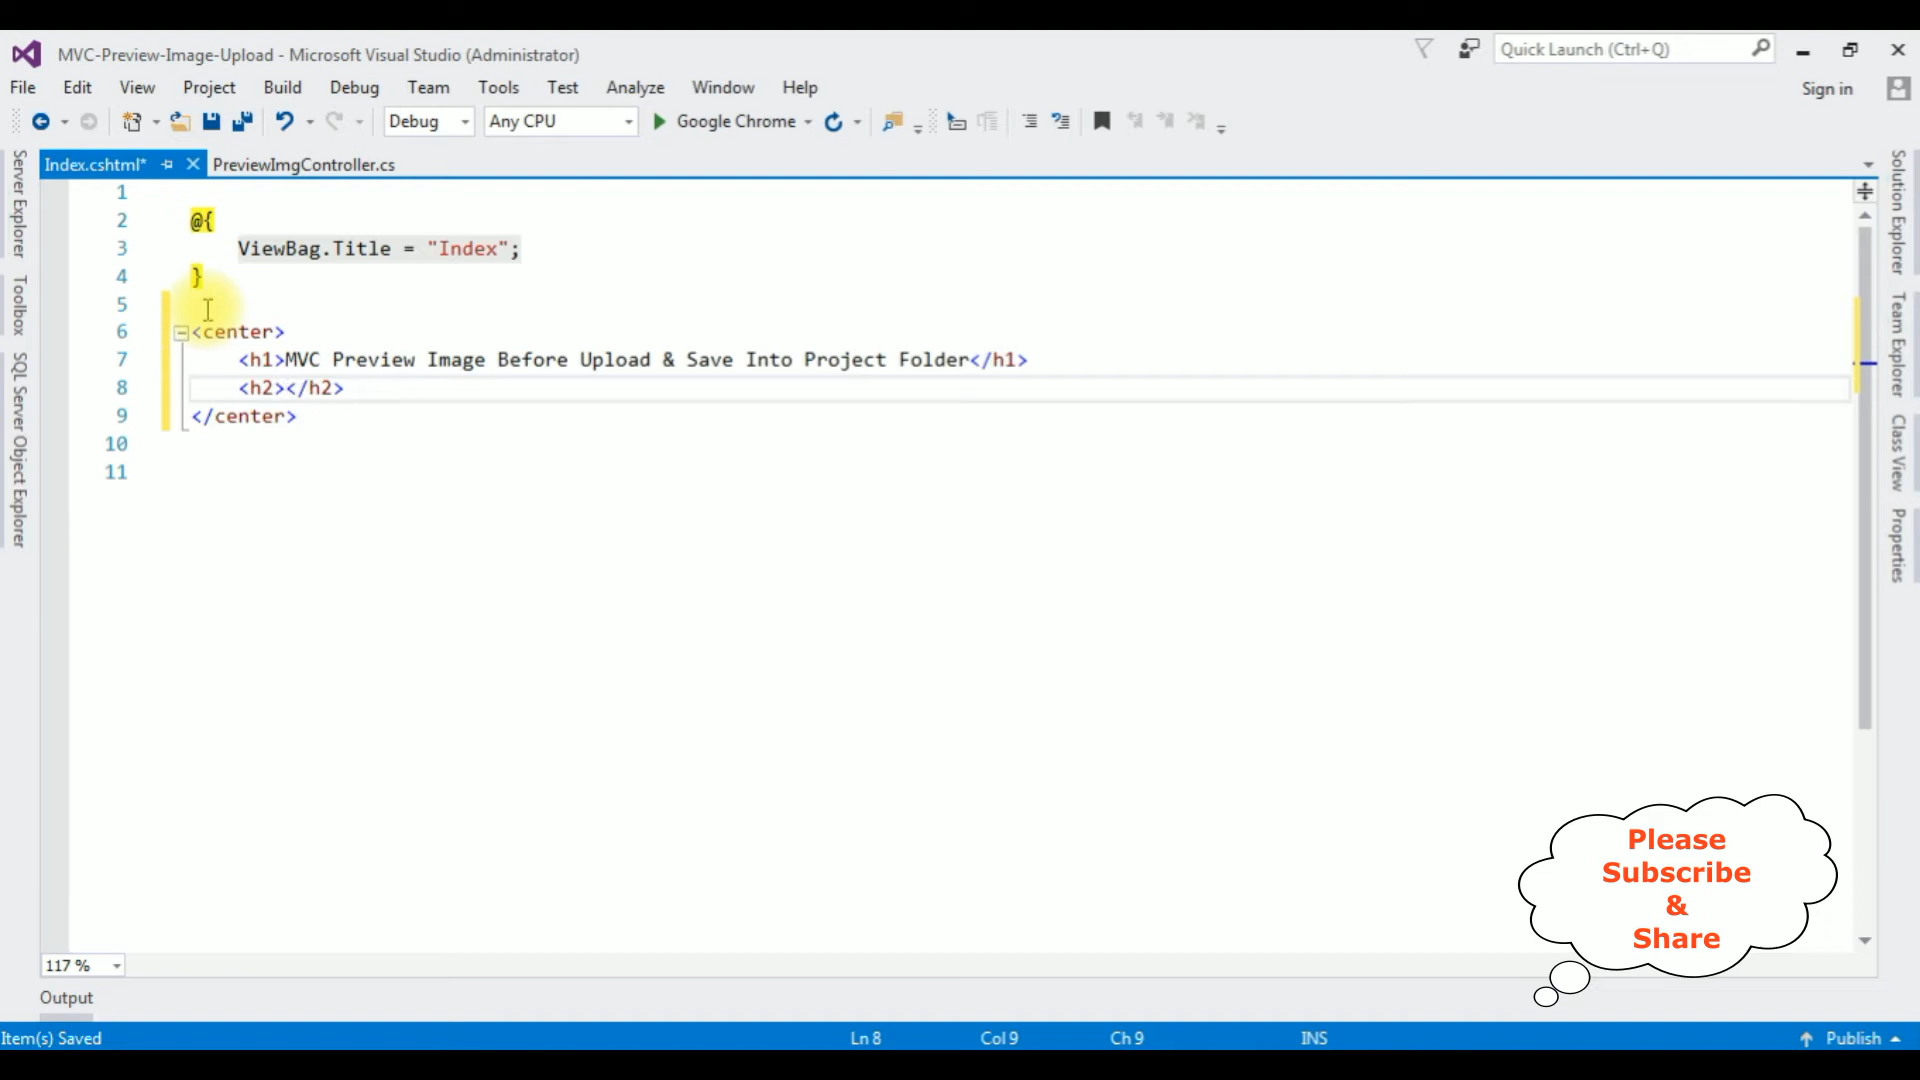 MVC-Preview-Image-Upload - Microsoft Visual Studio (Administrator)
Quick Launch (Ctrl+Q)
File Edit View Project Build Debug Team Tools Test Analyze Window Help
Sign in
Debug Any CPU Google Chrome
Index.cshtml* PreviewImgController.cs
Server Explorer
Toolbox
SQL Server Object Explorer
1
2 @{
3 ViewBag.Title = "Index";
4 }
5
6 <center>
7 <h1>MVC Preview Image Before Upload & Save Into Project Folder</h1>
8 <h2></h2>
9 </center>
10
11
Solution Explorer
Team Explorer
Class View
Properties
Please
Subscribe
&
Share
117 %
Output
Item(s) Saved Ln 8 Col 9 Ch 9 INS Publish